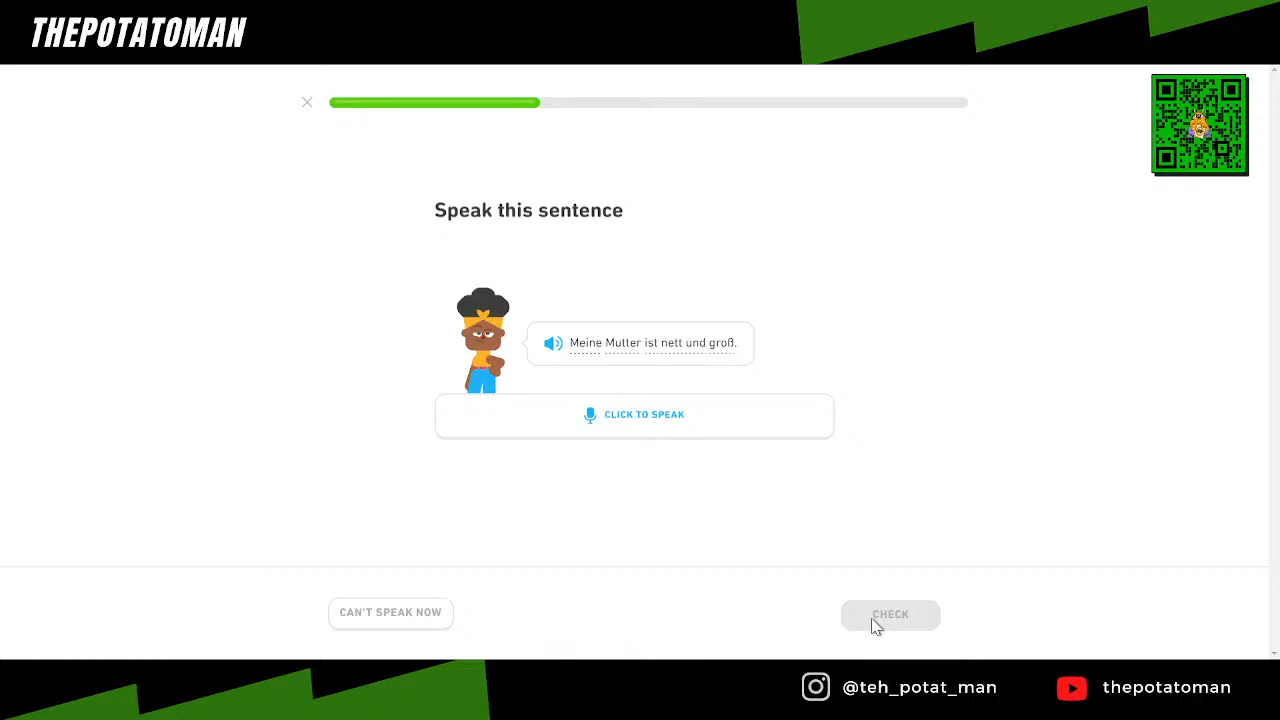 THEPOTATOMAN
Speak this sentence
Meine Mutter ist nett und groß.
CLICK TO SPEAK
CAN'T SPEAK NOW
CHECK
@teh_potat_man
thepotatoman